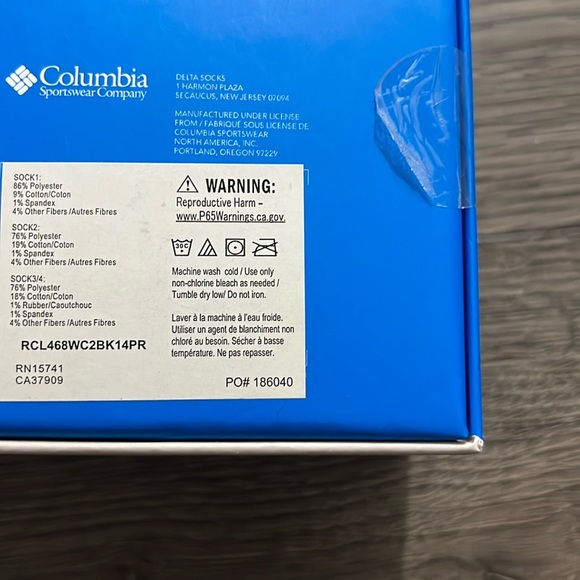 Columbia
Sportswear Company
DELTA SOCKS
1 HARMON PLAZA
SECAUCUS, NEW JERSEY 07094
MANUFACTURED UNDER LICENSE
FROM / FABRIQUÉ SOUS LICENSE DE
COLUMBIA SPORTSWEAR
NORTH AMERICA, INC.
PORTLAND, OREGON 97229
SOCK1:
86% Polyester
9% Cotton/Coton
1% Spandex
4% Other Fibers /Autres Fibres
SOCK2:
76% Polyester
19% Cotton/Coton
1% Spandex
4% Other Fibers /Autres Fibres
SOCK3/4:
76% Polyester
18% Cotton/Coton
1% Rubber/Caoutchouc
1% Spandex
4% Other Fibers /Autres Fibres
RCL468WC2BK14PR
RN15741
CA37909
WARNING:
Reproductive Harm –
www.P65Warnings.ca.gov.
30C
Machine wash cold / Use only
non-chlorine bleach as needed /
Tumble dry low/ Do not iron.
Laver à la machine à l'eau froide.
Utiliser un agent de blanchiment non
chloré au besoin. Sécher à basse
température. Ne pas repasser.
PO# 186040